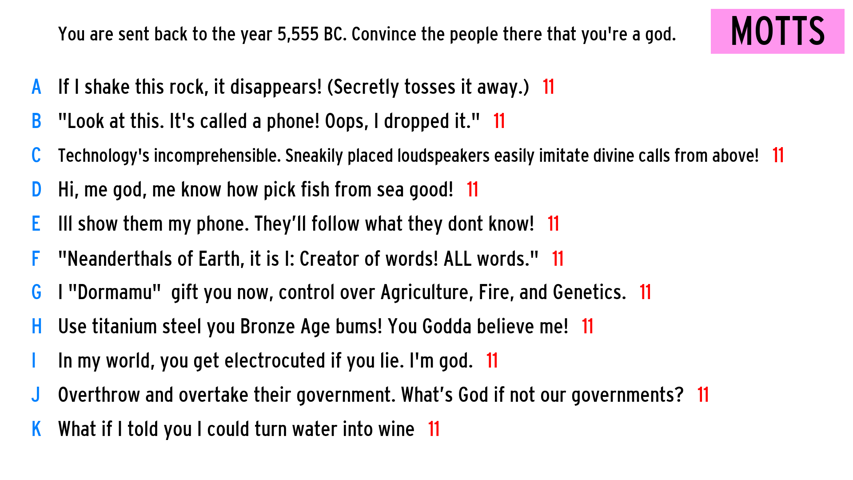 You are sent back to the year 5,555 BC. Convince the people there that you're a god.
MOTTS
A If I shake this rock, it disappears! (Secretly tosses it away.) 11
B "Look at this. It's called a phone! Oops, I dropped it." 11
C Technology's incomprehensible. Sneakily placed loudspeakers easily imitate divine calls from above! 11
D Hi, me god, me know how pick fish from sea good! 11
E Ill show them my phone. They’ll follow what they dont know! 11
F "Neanderthals of Earth, it is I: Creator of words! ALL words." 11
G I "Dormamu"  gift you now, control over Agriculture, Fire, and Genetics. 11
H Use titanium steel you Bronze Age bums! You Godda believe me! 11
I In my world, you get electrocuted if you lie. I'm god. 11
J Overthrow and overtake their government. What’s God if not our governments? 11
K What if I told you I could turn water into wine 11